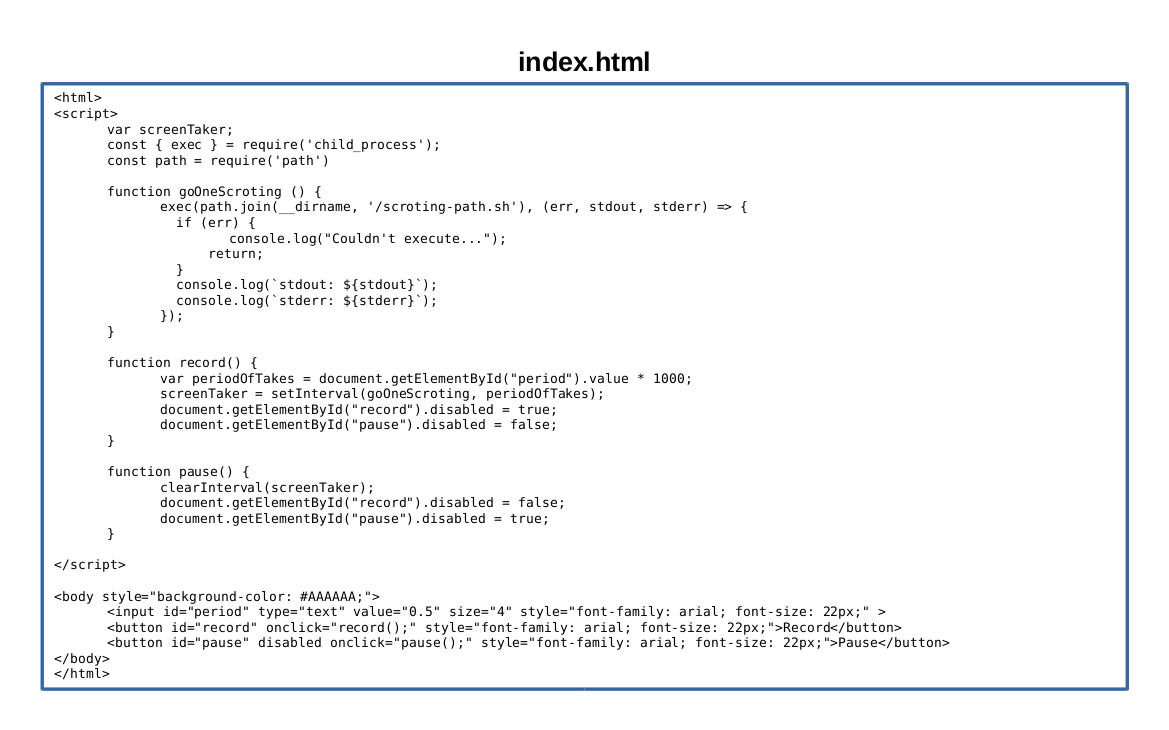 index.html
<html>
<script>
var screenTaker;
const { exec } = require('child_process');
const path = require('path')
function goOneScroting () {
exec(path.join(__dirname, '/scroting-path.sh'), (err, stdout, stderr) => {
if (err) {
console.log("Couldn't execute...");
return;
}
console.log(`stdout: ${stdout}`);
console.log(`stderr: ${stderr}`);
});
}
function record() {
var periodOfTakes = document.getElementById("period").value * 1000;
screenTaker = setInterval(goOneScroting, periodOfTakes);
document.getElementById("record").disabled = true;
document.getElementById("pause").disabled = false;
}
function pause() {
clearInterval(screenTaker);
document.getElementById("record").disabled = false;
document.getElementById("pause").disabled = true;
}
</script>
<body style="background-color: #AAAAAA;">
<input id="period" type="text" value="0.5" size="4" style="font-family: arial; font-size: 22px;" >
<button id="record" onclick="record();" style="font-family: arial; font-size: 22px;">Record</button>
<button id="pause" disabled onclick="pause();" style="font-family: arial; font-size: 22px;">Pause</button>
</body>
</html>